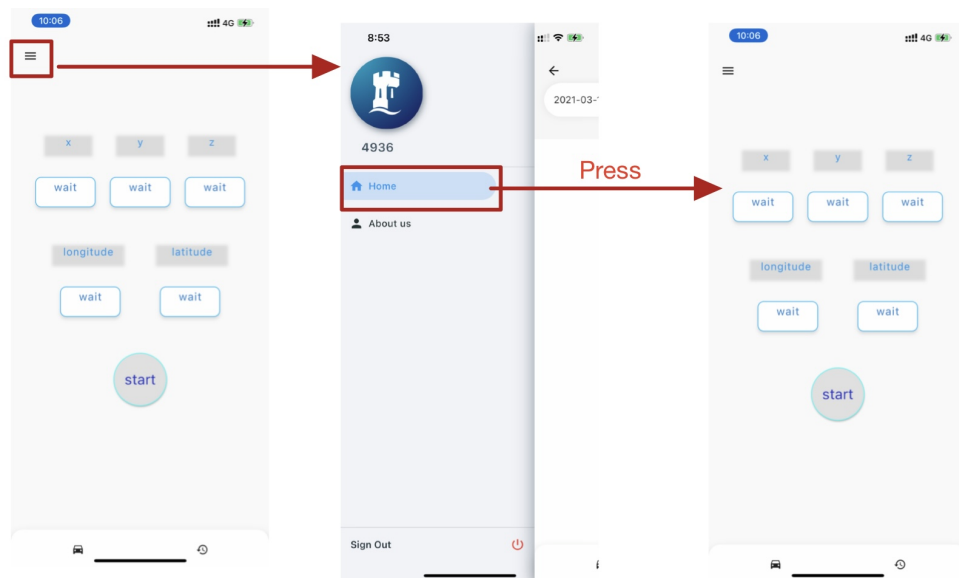 10:06
4G
x y z
wait wait wait
longitude latitude
wait wait
start
8:53
4936
Home
About us
Sign Out
2021-03-
Press
10:06
4G
x y z
wait wait wait
longitude latitude
wait wait
start